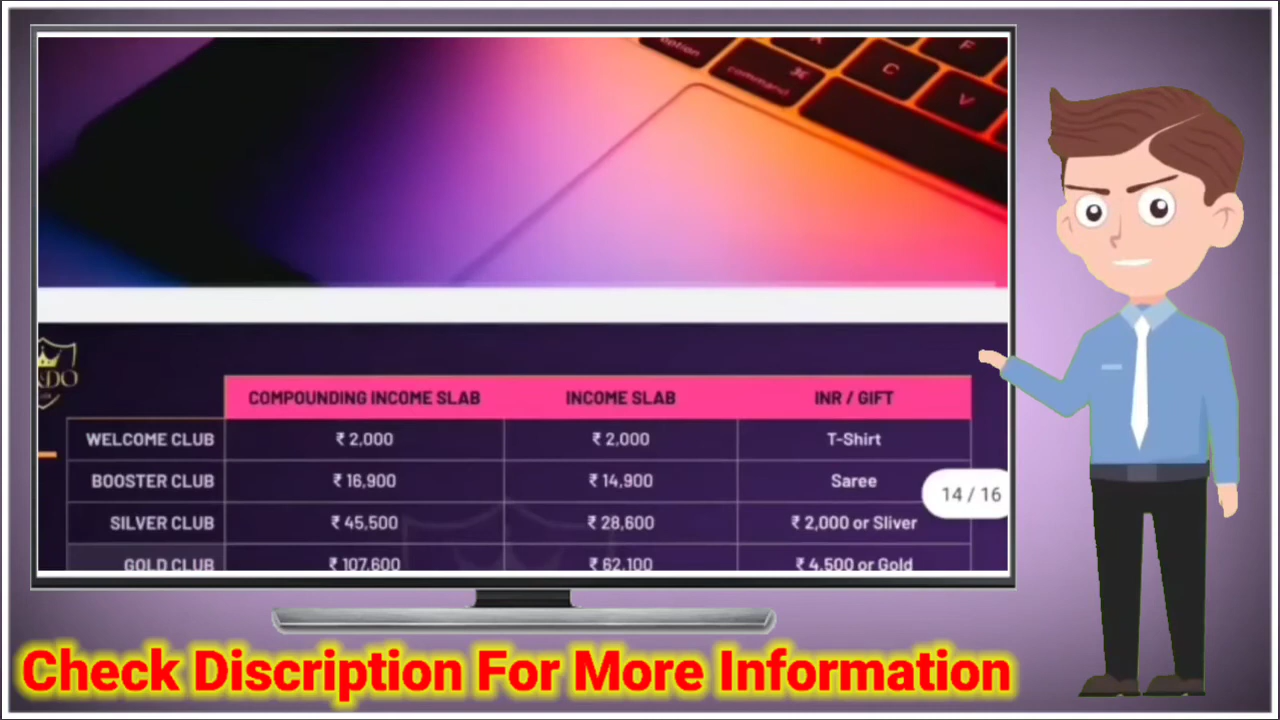 option
command
⌘
K
C
F
V
COMPOUNDING INCOME SLAB INCOME SLAB INR / GIFT
WELCOME CLUB ₹ 2,000 ₹ 2,000 T-Shirt
BOOSTER CLUB ₹ 16,900 ₹ 14,900 Saree
SILVER CLUB ₹ 45,500 ₹ 28,600 ₹ 2,000 or Sliver
GOLD CLUB ₹ 107,600 ₹ 62,100 ₹ 4,500 or Gold
14 / 16
Check Discription For More Information